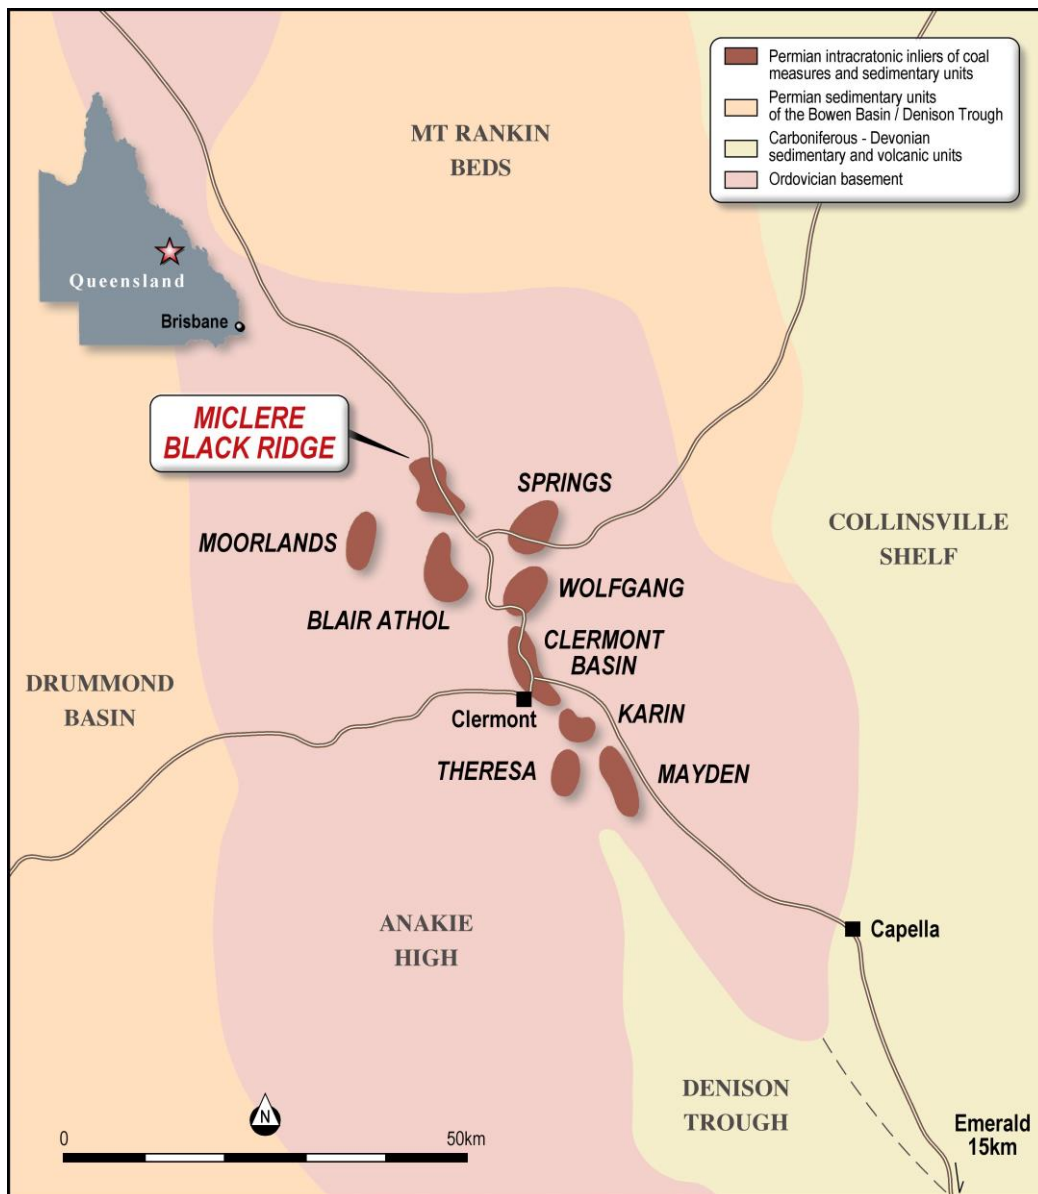 Permian intracratonic inliers of coal
measures and sedimentary units
Permian sedimentary units
of the Bowen Basin / Denison Trough
Carboniferous - Devonian
sedimentary and volcanic units
Ordovician basement
MT RANKIN
BEDS
Queensland
Brisbane
MICLERE
BLACK RIDGE
SPRINGS
MOORLANDS
COLLINSVILLE
SHELF
WOLFGANG
BLAIR ATHOL
CLERMONT
BASIN
DRUMMOND
BASIN
KARIN
Clermont
THERESA
MAYDEN
ANAKIE
HIGH
Capella
DENISON
TROUGH
N
0
50km
Emerald
15km